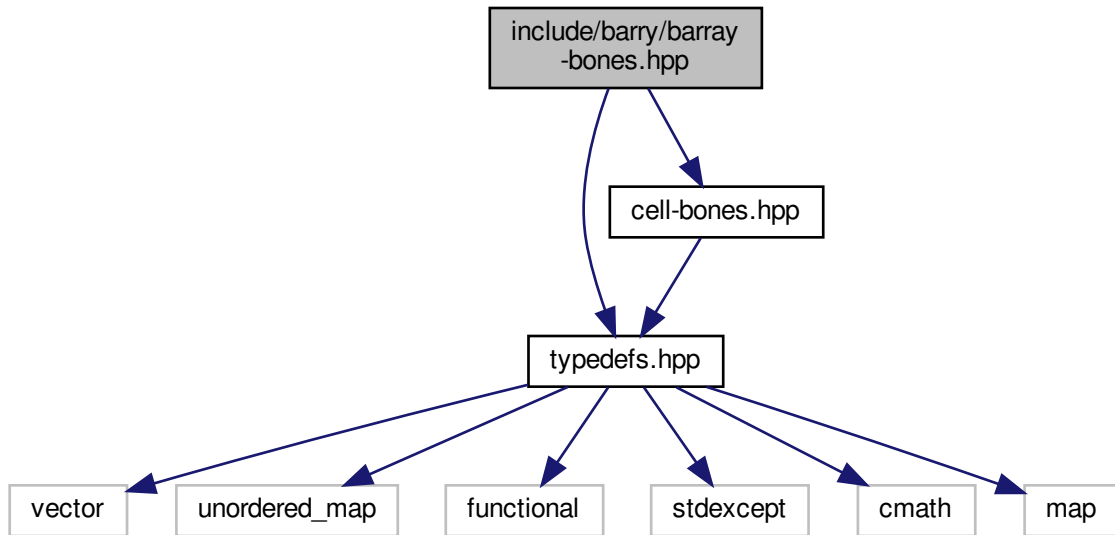 include/barry/barray
-bones.hpp
cell-bones.hpp
typedefs.hpp
vector
unordered_map
functional
stdexcept
cmath
map